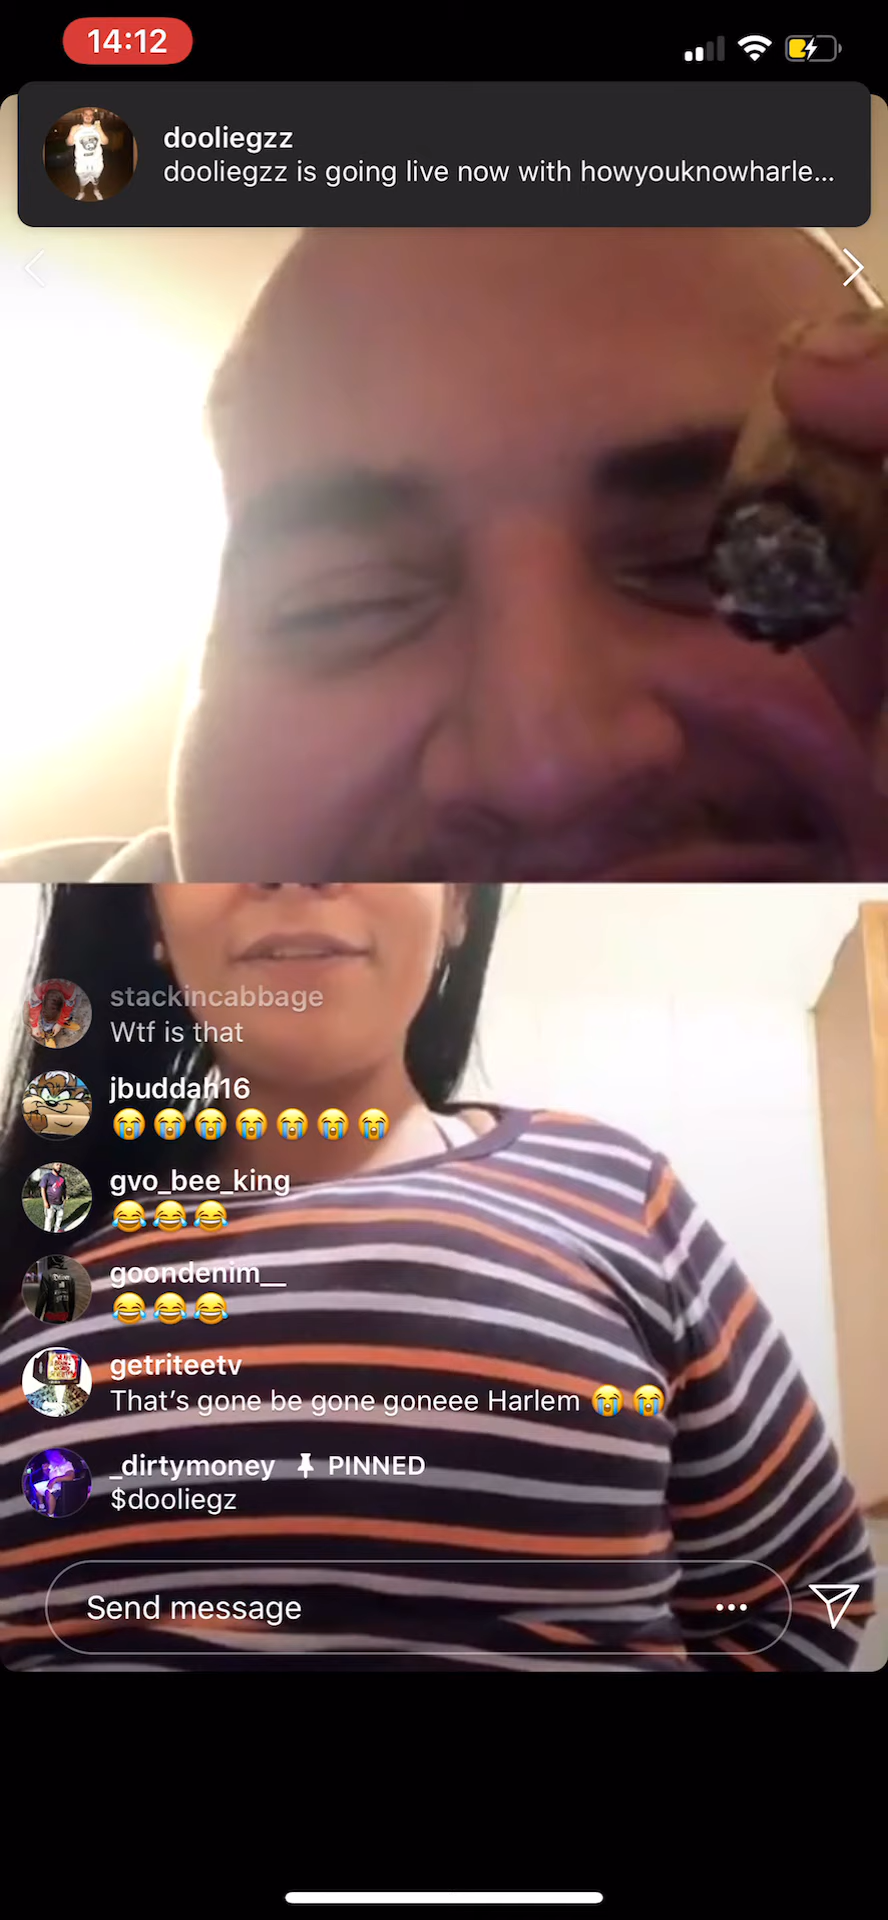 14:12
dooliegzz
dooliegzz is going live now with howyouknowharle...
stackincabbage
Wtf is that
jbuddah16
😭😭😭😭😭😭😭
gvo_bee_king
😂😂😂
goondenim__
😂😂😂
getriteetv
That's gone be gone goneee Harlem 😭😭
_dirtymoney PINNED
$dooliegz
Send message